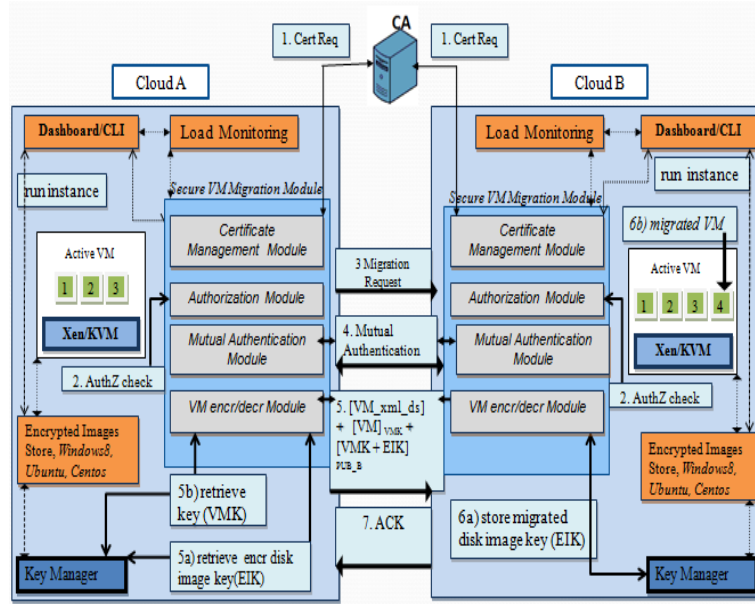 CA
1. Cert Req
1. Cert Req
Cloud A
Cloud B
Dashboard/CLI
Load Monitoring
Load Monitoring
Dashboard/CLI
run instance
run instance
Secure VM Migration Module
Secure VM Migration Module
Certificate
Management Module
Certificate
Management Module
6b) migrated VM
Active VM
1 2 3
Xen/KVM
3 Migration
Request
Active VM
1 2 3 4
Xen/KVM
Authorization Module
Authorization Module
Mutual Authentication
Module
4. Mutual
Authentication
Mutual Authentication
Module
2. AuthZ check
2. AuthZ check
VM encr/decr Module
VM encr/decr Module
5. [VM_xml_ds]
+ [VM] VMK +
[VMK + EIK]
PUB_B
Encrypted Images
Store, Windows8,
Ubuntu, Centos
Encrypted Images
Store, Windows8,
Ubuntu, Centos
5b) retrieve
key (VMK)
7. ACK
6a) store migrated
disk image key (EIK)
5a) retrieve encr disk
image key(EIK)
Key Manager
Key Manager